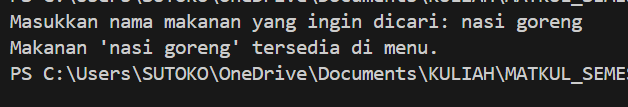 Masukkan nama makanan yang ingin dicari: nasi goreng
Makanan 'nasi goreng' tersedia di menu.
PS C:\Users\SUTOKO\OneDrive\Documents\KULIAH\MATKUL_SEME